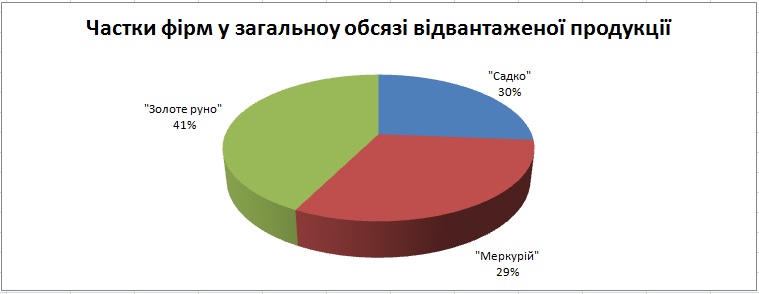 Частки фірм у загальноу обсязі відвантаженої продукції
"Садко"
30%
"Золоте руно"
41%
"Меркурій"
29%